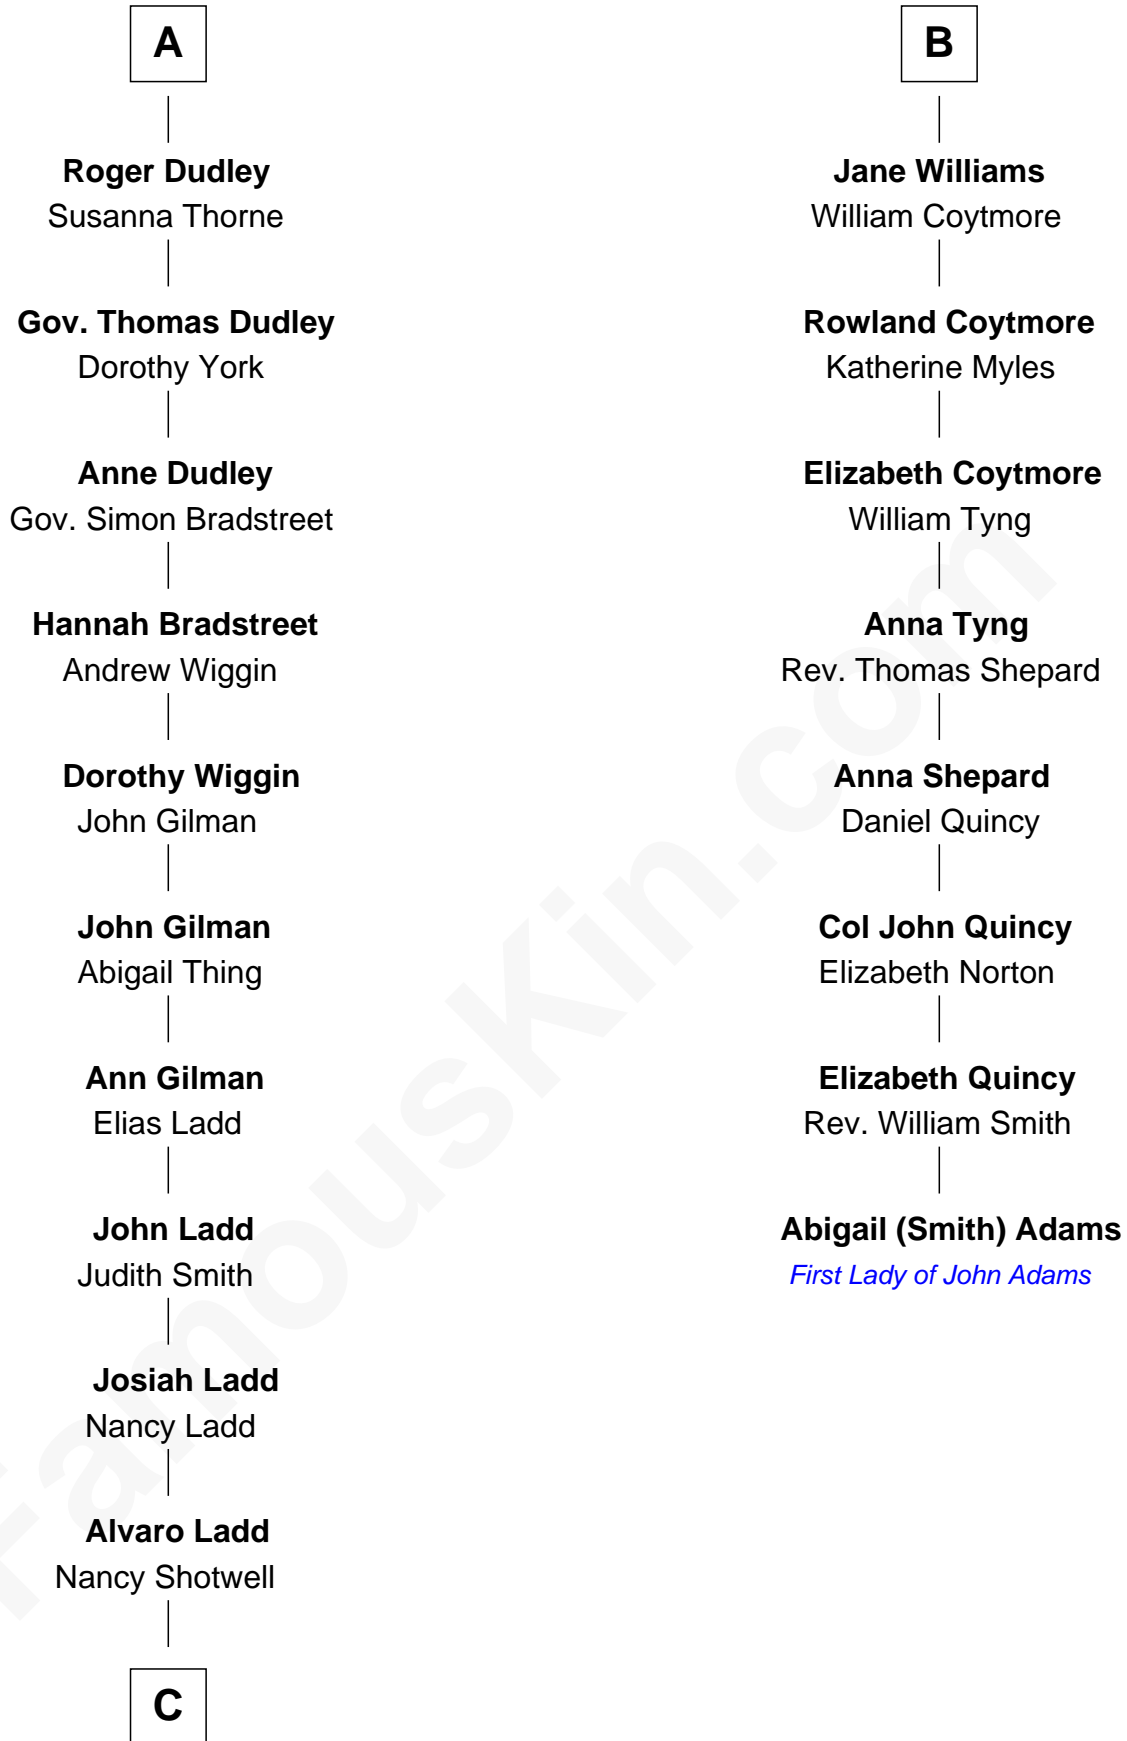 A
Roger Dudley
Susanna Thorne
Gov. Thomas Dudley
Dorothy York
Anne Dudley
Gov. Simon Bradstreet
Hannah Bradstreet
Andrew Wiggin
Dorothy Wiggin
John Gilman
John Gilman
Abigail Thing
Ann Gilman
Elias Ladd
John Ladd
Judith Smith
Josiah Ladd
Nancy Ladd
Alvaro Ladd
Nancy Shotwell
C
B
Jane Williams
William Coytmore
Rowland Coytmore
Katherine Myles
Elizabeth Coytmore
William Tyng
Anna Tyng
Rev. Thomas Shepard
Anna Shepard
Daniel Quincy
Col John Quincy
Elizabeth Norton
Elizabeth Quincy
Rev. William Smith
Abigail (Smith) Adams
First Lady of John Adams
FamousKin.com